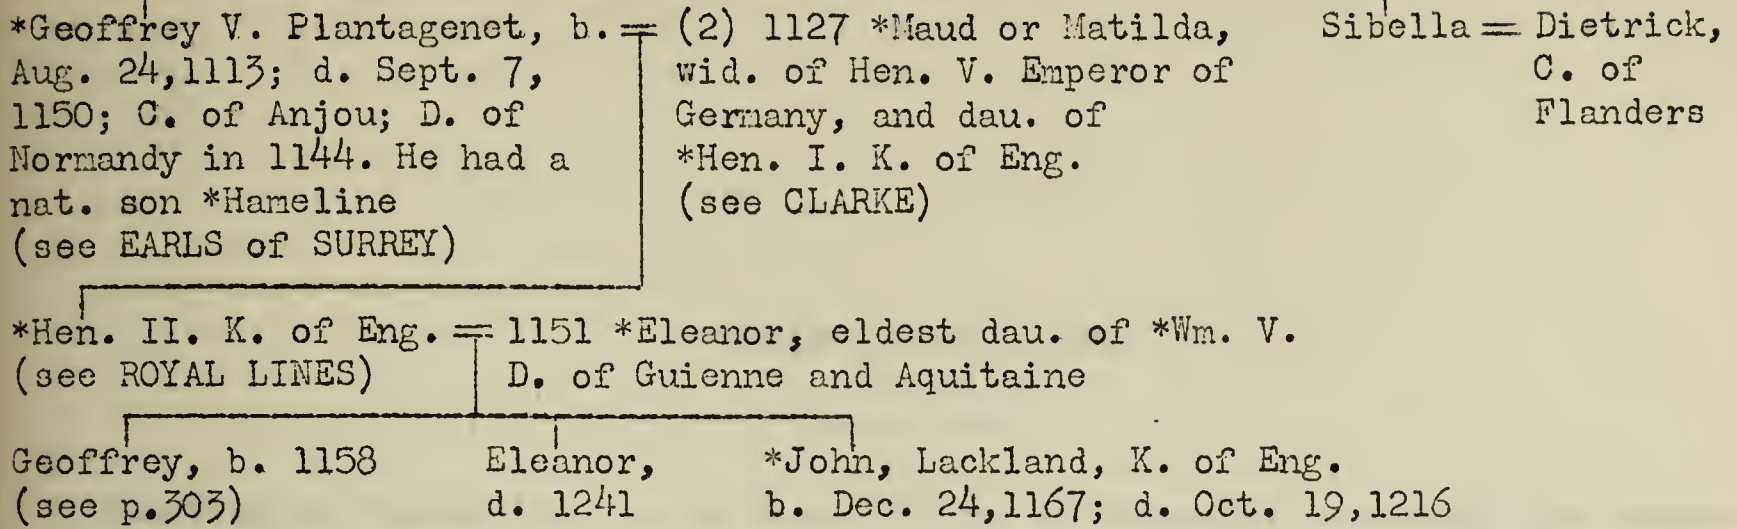 *Geoffrey V. Plantagenet, b. = (2) 1127 *Maud or Matilda, Sibella = Dietrick,
Aug. 24,1113; d. Sept. 7, wid. of Hen. V. Emperor of C. of
1150; C. of Anjou; D. of Germany, and dau. of Flanders
Normandy in 1144. He had a *Hen. I. K. of Eng.
nat. son *Hameline (see CLARKE)
(see EARLS of SURREY)
*Hen. II. K. of Eng. = 1151 *Eleanor, eldest dau. of *Wm. V.
(see ROYAL LINES) D. of Guienne and Aquitaine
Geoffrey, b. 1158 Eleanor, *John, Lackland, K. of Eng.
(see p.303) d. 1241 b. Dec. 24,1167; d. Oct. 19,1216